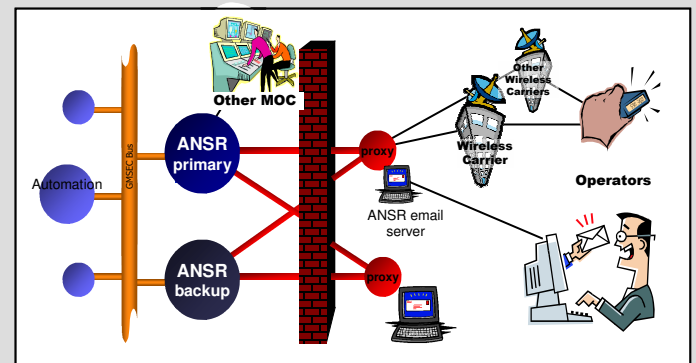 Other MOC
GMSEC Bus
Automation
ANSR
primary
ANSR
backup
proxy
proxy
ANSR email
server
Wireless
Carrier
Other
Wireless
Carriers
Operators